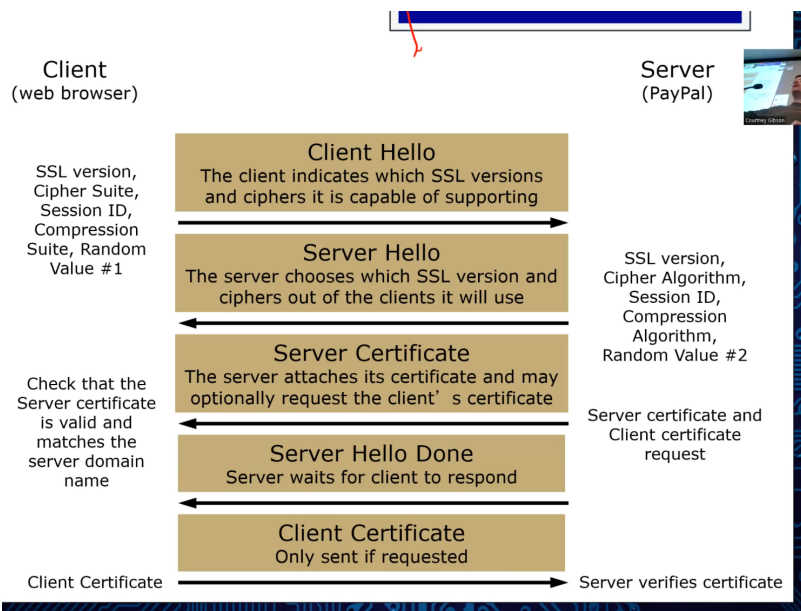 Client
(web browser)
Server
(PayPal)
Courtney Gibson
Client Hello
The client indicates which SSL versions
and ciphers it is capable of supporting
SSL version,
Cipher Suite,
Session ID,
Compression
Suite, Random
Value #1
Server Hello
The server chooses which SSL version and
ciphers out of the clients it will use
SSL version,
Cipher Algorithm,
Session ID,
Compression
Algorithm,
Random Value #2
Server Certificate
The server attaches its certificate and may
optionally request the client’s certificate
Check that the
Server certificate
is valid and
matches the
server domain
name
Server certificate and
Client certificate
request
Server Hello Done
Server waits for client to respond
Client Certificate
Only sent if requested
Client Certificate
Server verifies certificate